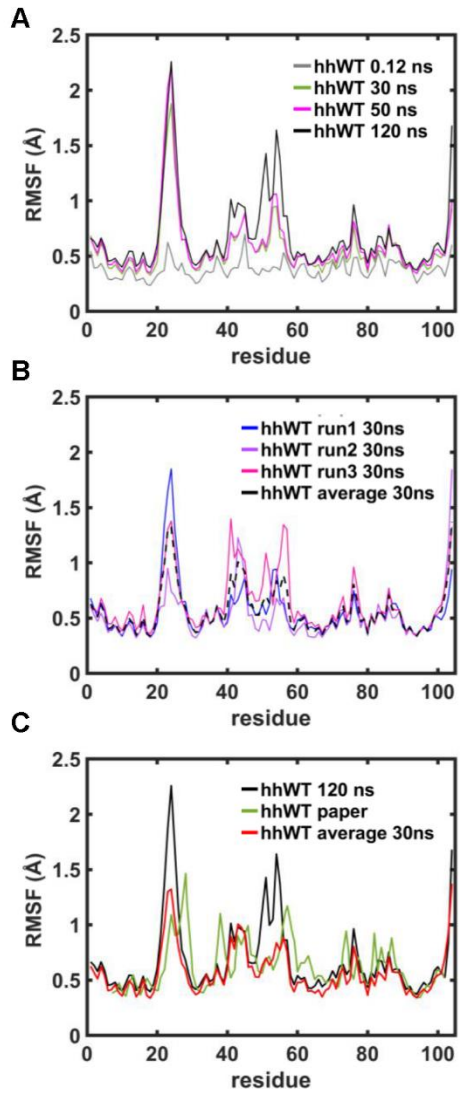 A
2.5
2
1.5
1
0.5
0
RMSF (Å)
hhWT 0.12 ns
hhWT 30 ns
hhWT 50 ns
hhWT 120 ns
0 20 40 60 80 100
residue
B
2.5
2
1.5
1
0.5
0
RMSF (Å)
hhWT run1 30ns
hhWT run2 30ns
hhWT run3 30ns
hhWT average 30ns
0 20 40 60 80 100
residue
C
2.5
2
1.5
1
0.5
0
RMSF (Å)
hhWT 120 ns
hhWT paper
hhWT average 30ns
0 20 40 60 80 100
residue